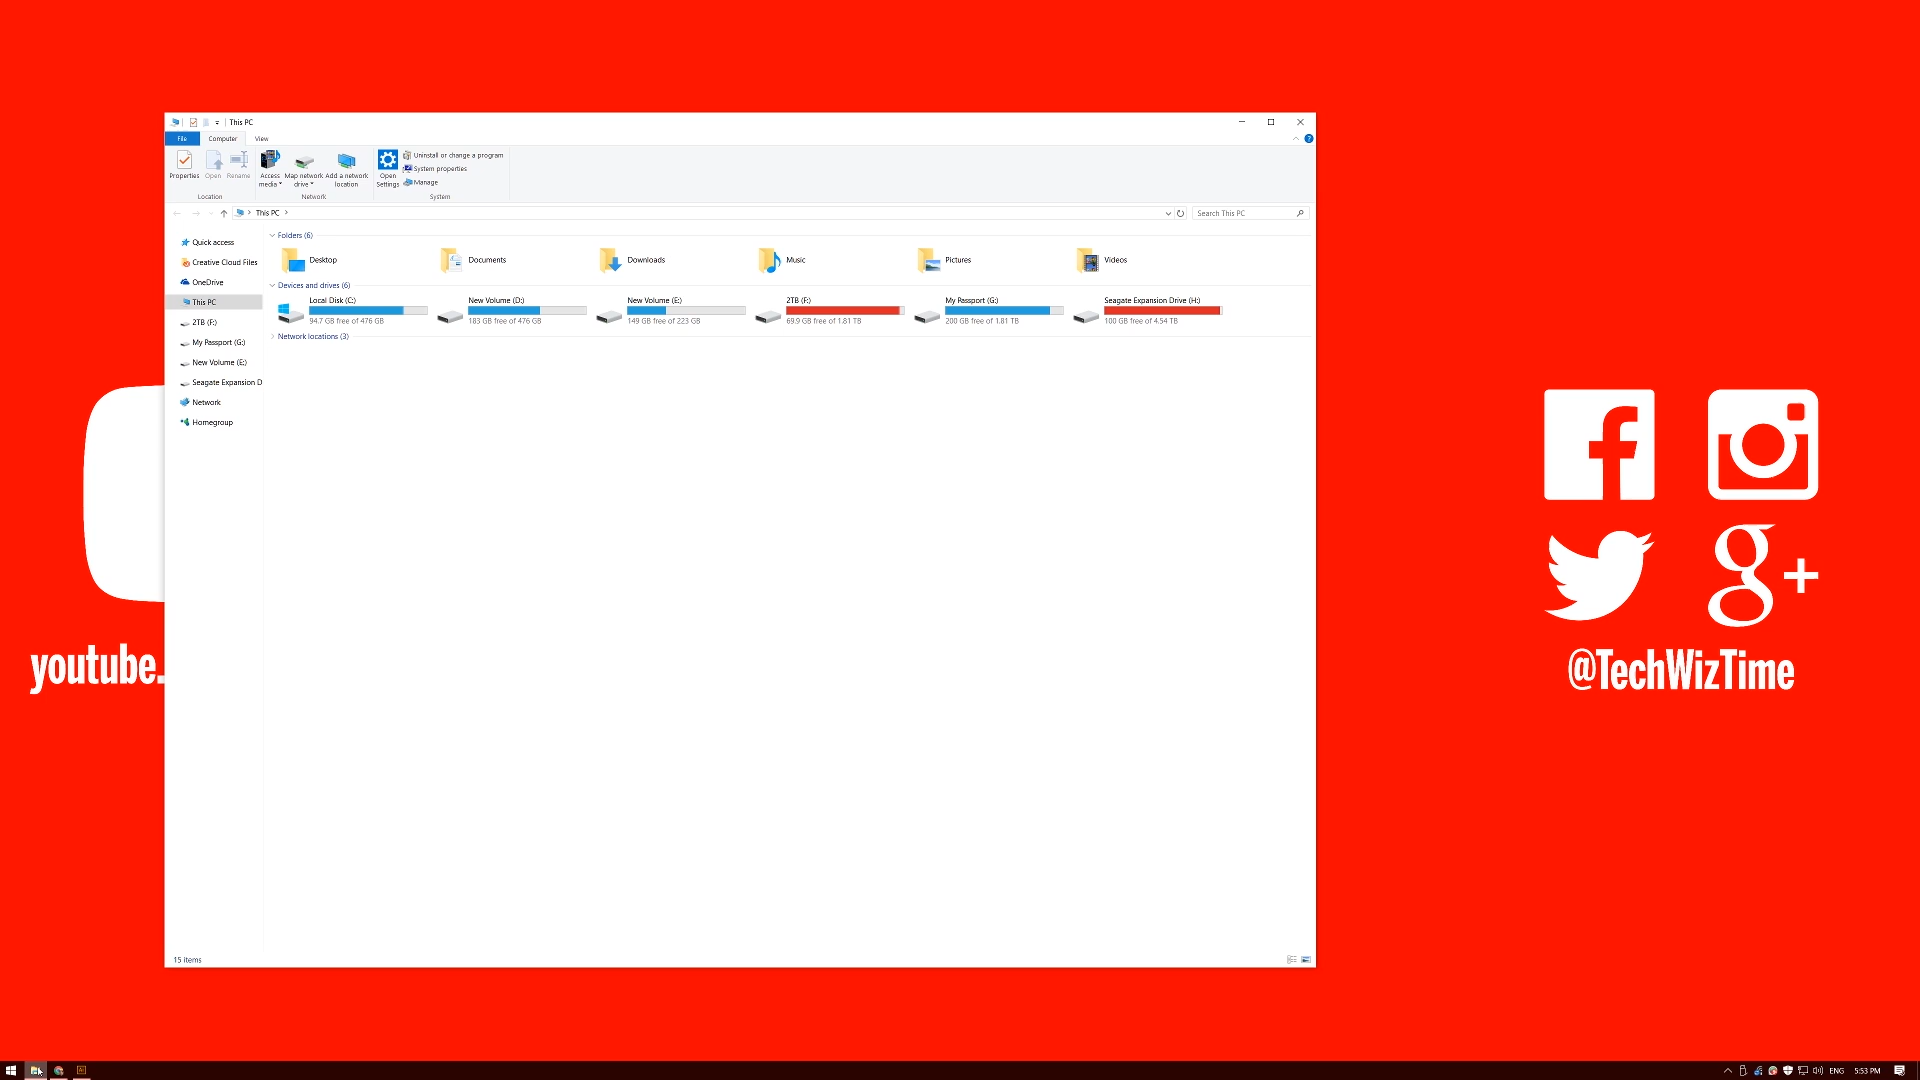 This PC
File Computer View
Uninstall or change a program
System properties
Manage
Properties Open Rename Access media Map network drive Add a network location Open Settings
Location Network System
This PC
Search This PC
Quick access
Creative Cloud Files
OneDrive
This PC
2TB (F:)
My Passport (G:)
New Volume (E:)
Seagate Expansion D
Network
Homegroup
Folders (6)
Desktop Documents Downloads Music Pictures Videos
Devices and drives (6)
Local Disk (C:)
94.7 GB free of 476 GB
New Volume (D:)
183 GB free of 476 GB
New Volume (E:)
149 GB free of 223 GB
2TB (F:)
69.9 GB free of 1.81 TB
My Passport (G:)
200 GB free of 1.81 TB
Seagate Expansion Drive (H:)
100 GB free of 4.54 TB
Network locations (3)
15 items
youtube.
g+
@TechWizTime
ENG 5:53 PM